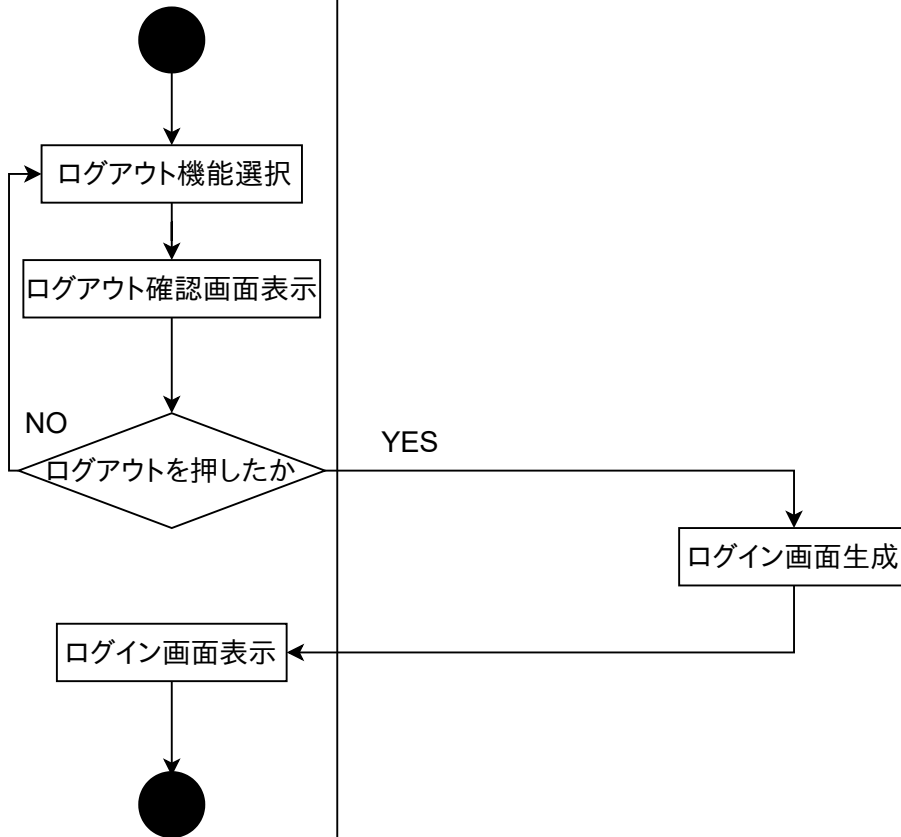 ログアウト機能選択
ログアウト確認画面表示
NO
YES
ログアウトを押したか
ログイン画面生成
ログイン画面表示